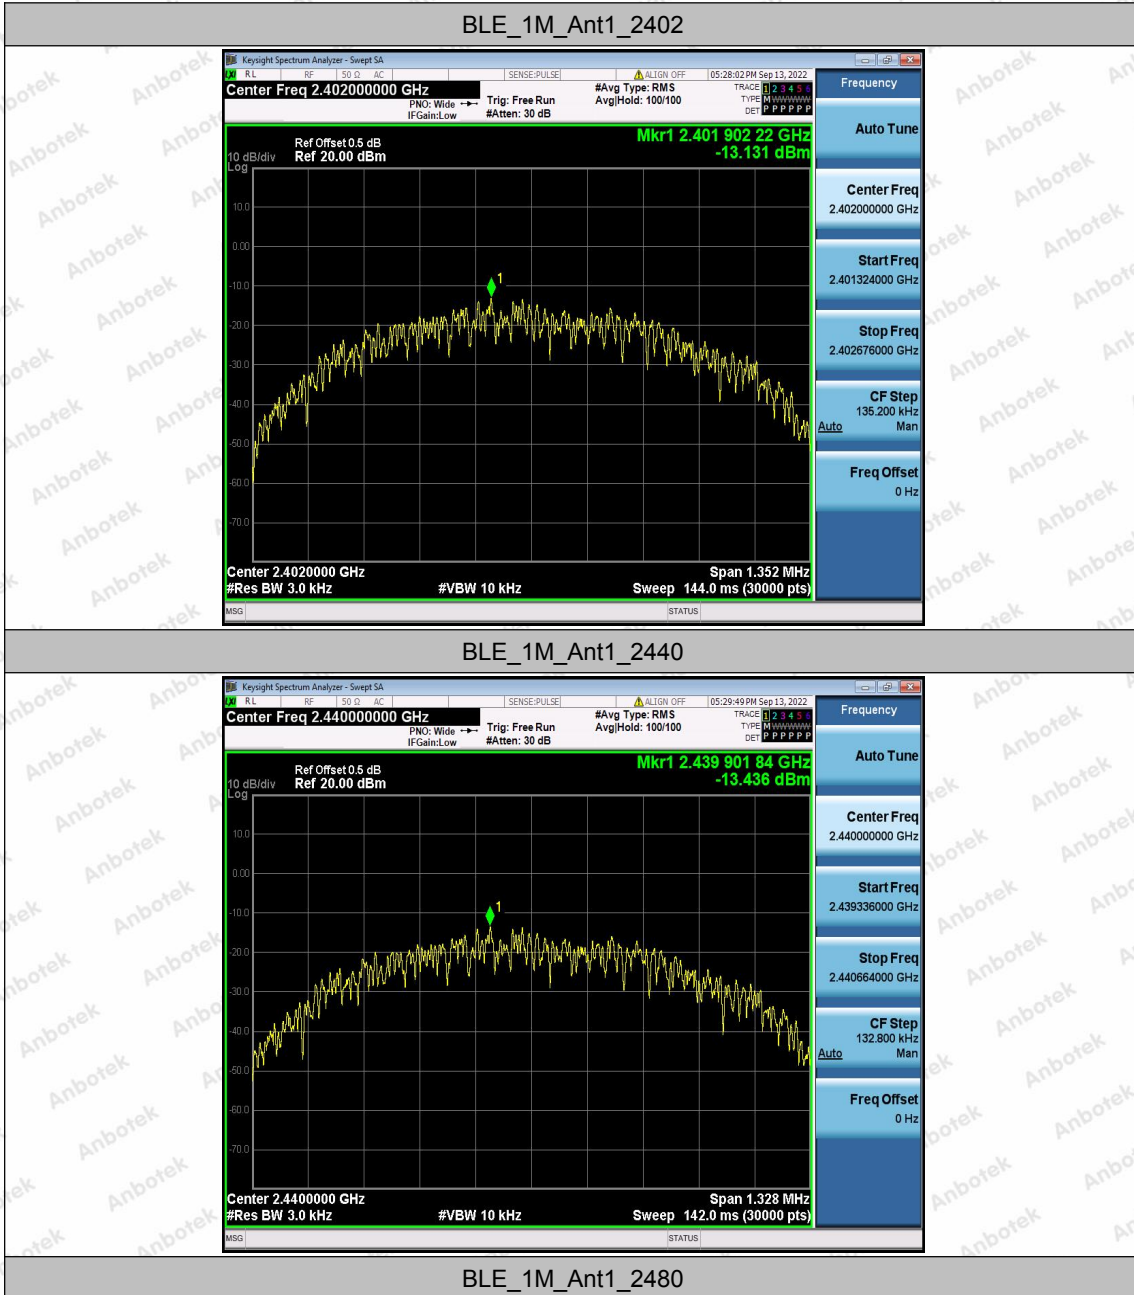 BLE_1M_Ant1_2402
Keysight Spectrum Analyzer - Swept SA
LXI RL RF 50 Ω AC SENSE:PULSE ALIGN OFF 05:28:02 PM Sep 13, 2022
Center Freq 2.402000000 GHz
PNO: Wide
IFGain:Low
Trig: Free Run
#Atten: 30 dB
#Avg Type: RMS
Avg|Hold: 100/100
TRACE 1 2 3 4 5 6
TYPE M W W W W W
DET P P P P P P
Mkr1 2.401 902 22 GHz
-13.131 dBm
Ref Offset 0.5 dB
10 dB/div Ref 20.00 dBm
Log
10.0
0.00
-10.0
-20.0
-30.0
-40.0
-50.0
-60.0
-70.0
1
Center 2.4020000 GHz Span 1.352 MHz
#Res BW 3.0 kHz #VBW 10 kHz Sweep 144.0 ms (30000 pts)
MSG STATUS
Frequency
Auto Tune
Center Freq
2.402000000 GHz
Start Freq
2.401324000 GHz
Stop Freq
2.402676000 GHz
CF Step
135.200 kHz
Auto Man
Freq Offset
0 Hz
BLE_1M_Ant1_2440
Keysight Spectrum Analyzer - Swept SA
LXI RL RF 50 Ω AC SENSE:PULSE ALIGN OFF 05:29:49 PM Sep 13, 2022
Center Freq 2.440000000 GHz
PNO: Wide
IFGain:Low
Trig: Free Run
#Atten: 30 dB
#Avg Type: RMS
Avg|Hold: 100/100
TRACE 1 2 3 4 5 6
TYPE M W W W W W
DET P P P P P P
Mkr1 2.439 901 84 GHz
-13.436 dBm
Ref Offset 0.5 dB
10 dB/div Ref 20.00 dBm
Log
10.0
0.00
-10.0
-20.0
-30.0
-40.0
-50.0
-60.0
-70.0
1
Center 2.4400000 GHz Span 1.328 MHz
#Res BW 3.0 kHz #VBW 10 kHz Sweep 142.0 ms (30000 pts)
MSG STATUS
Frequency
Auto Tune
Center Freq
2.440000000 GHz
Start Freq
2.439336000 GHz
Stop Freq
2.440664000 GHz
CF Step
132.800 kHz
Auto Man
Freq Offset
0 Hz
BLE_1M_Ant1_2480
Anbotek